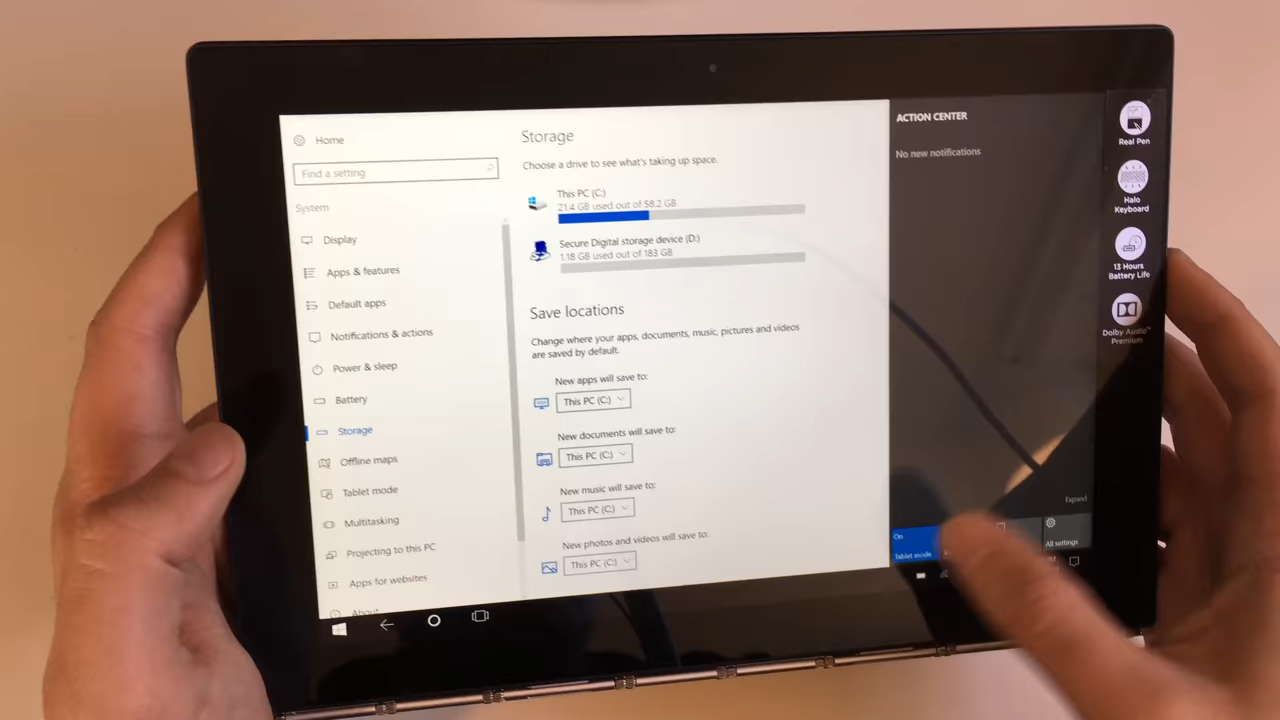 Home
Find a setting
System
Display
Apps & features
Default apps
Notifications & actions
Power & sleep
Battery
Storage
Offline maps
Tablet mode
Multitasking
Projecting to this PC
Apps for websites
About
Storage
Choose a drive to see what's taking up space.
This PC (C:)
21.4 GB used out of 58.2 GB
Secure Digital storage device (D:)
1.18 GB used out of 183 GB
Save locations
Change where your apps, documents, music, pictures and videos
are saved by default.
New apps will save to:
This PC (C:)
New documents will save to:
This PC (C:)
New music will save to:
This PC (C:)
New photos and videos will save to:
This PC (C:)
ACTION CENTER
No new notifications
Expand
On
Tablet mode
All settings
Real Pen
Halo
Keyboard
13 Hours
Battery Life
Dolby Audio™
Premium